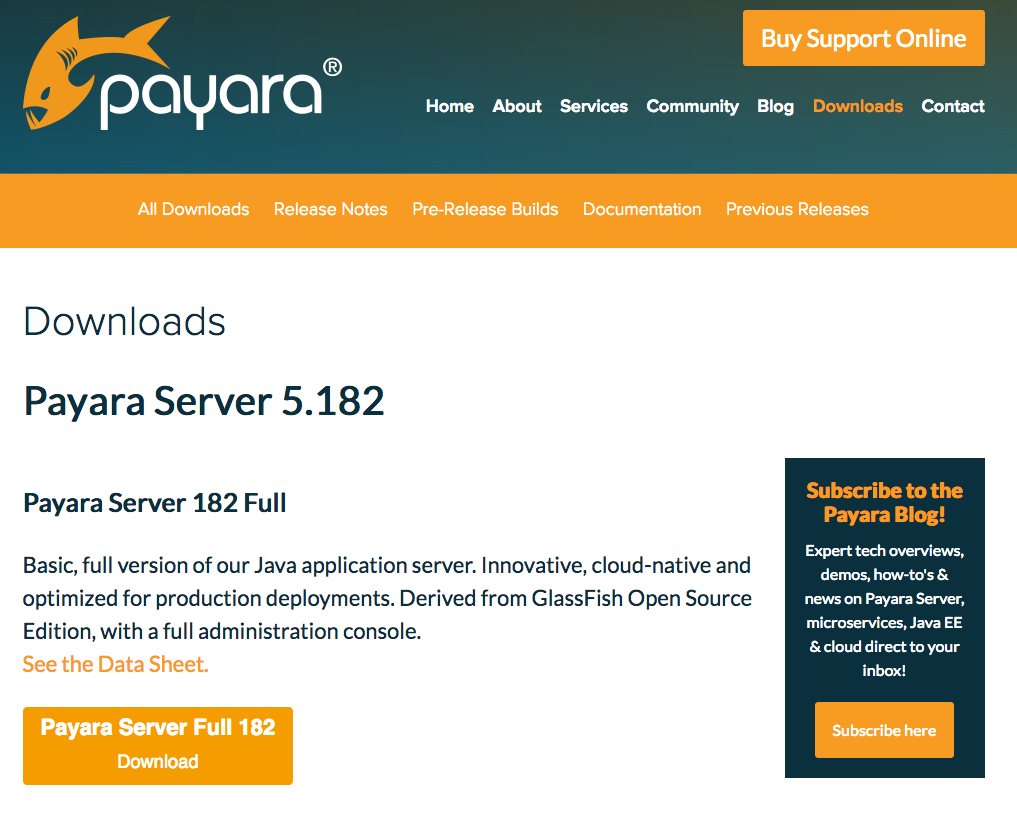 Buy Support Online
payara®
Home About Services Community Blog Downloads Contact
All Downloads Release Notes Pre-Release Builds Documentation Previous Releases
Downloads
Payara Server 5.182
Payara Server 182 Full
Basic, full version of our Java application server. Innovative, cloud-native and
optimized for production deployments. Derived from GlassFish Open Source
Edition, with a full administration console.
See the Data Sheet.
Payara Server Full 182
Download
Subscribe to the
Payara Blog!
Expert tech overviews,
demos, how-to's &
news on Payara Server,
microservices, Java EE
& cloud direct to your
inbox!
Subscribe here